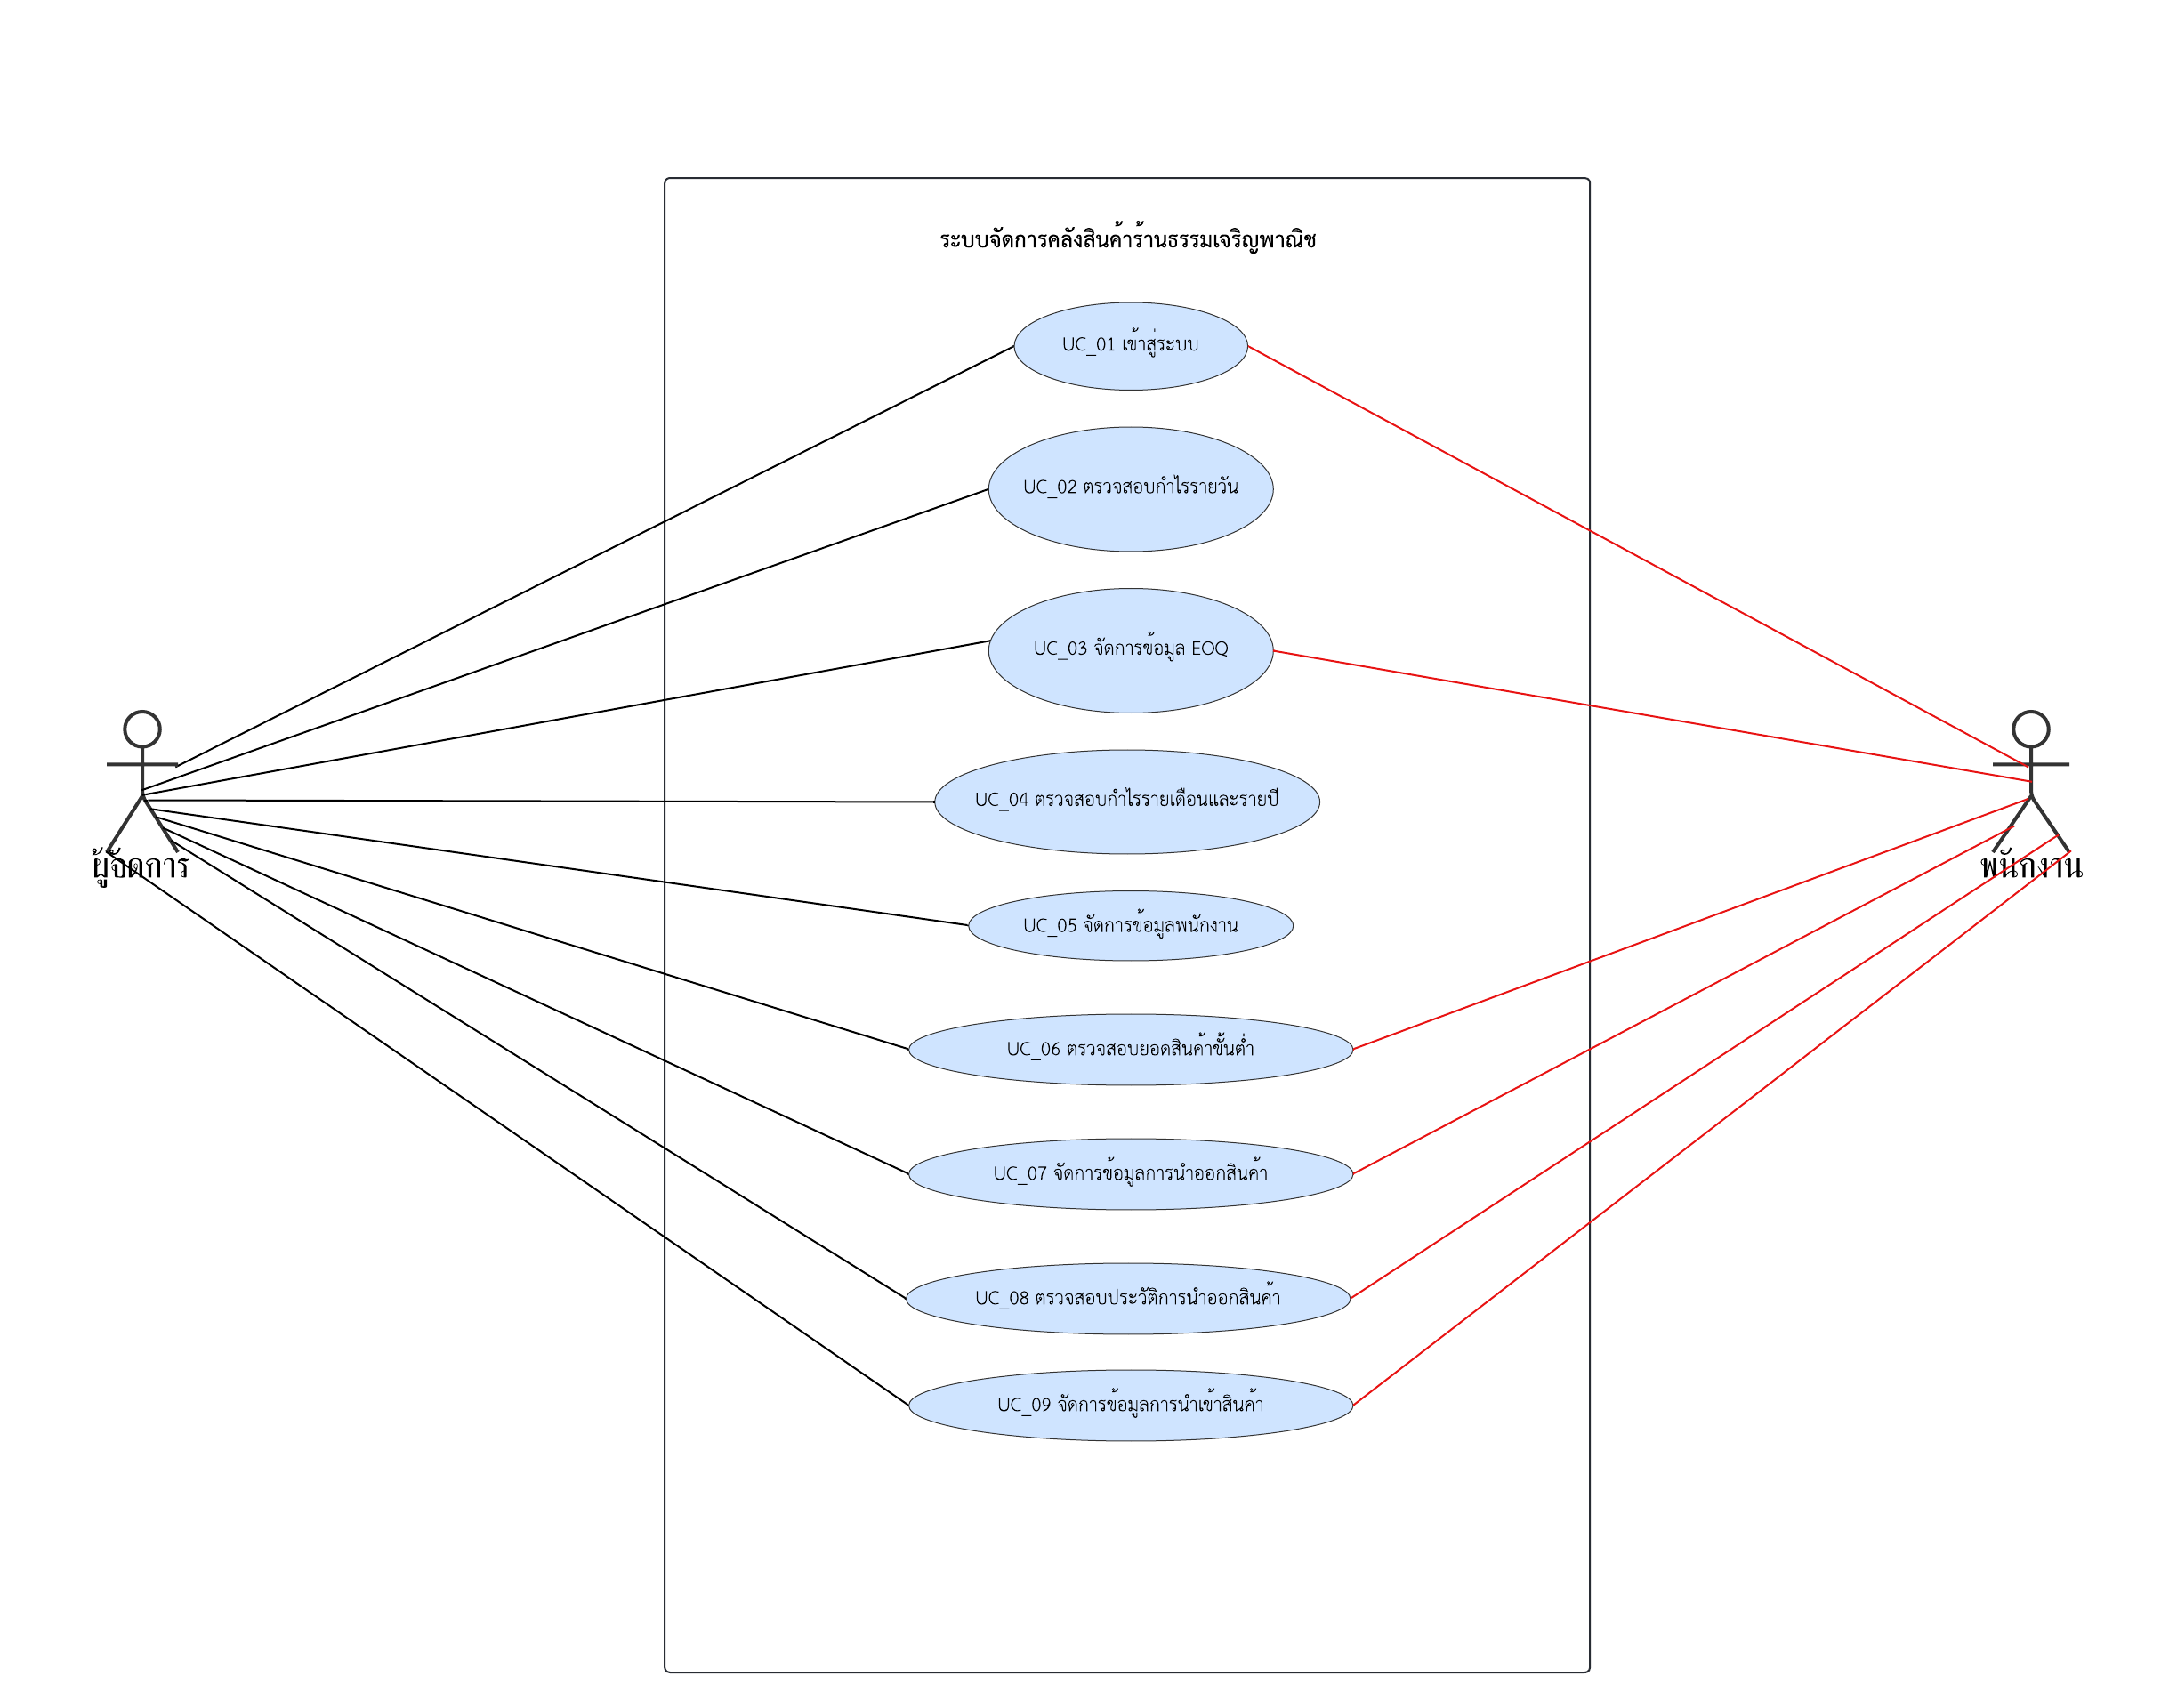 ระบบจัดการคลังสินค้าร้านธรรมเจริญพาณิช
UC_01 เข้าสู่ระบบ
UC_02 ตรวจสอบกำไรรายวัน
UC_03 จัดการข้อมูล EOQ
UC_04 ตรวจสอบกำไรรายเดือนและรายปี
ผู้จัดการ
พนักงาน
UC_05 จัดการข้อมูลพนักงาน
UC_06 ตรวจสอบยอดสินค้าขั้นต่ำ
UC_07 จัดการข้อมูลการนำออกสินค้า
UC_08 ตรวจสอบประวัติการนำออกสินค้า
UC_09 จัดการข้อมูลการนำเข้าสินค้า